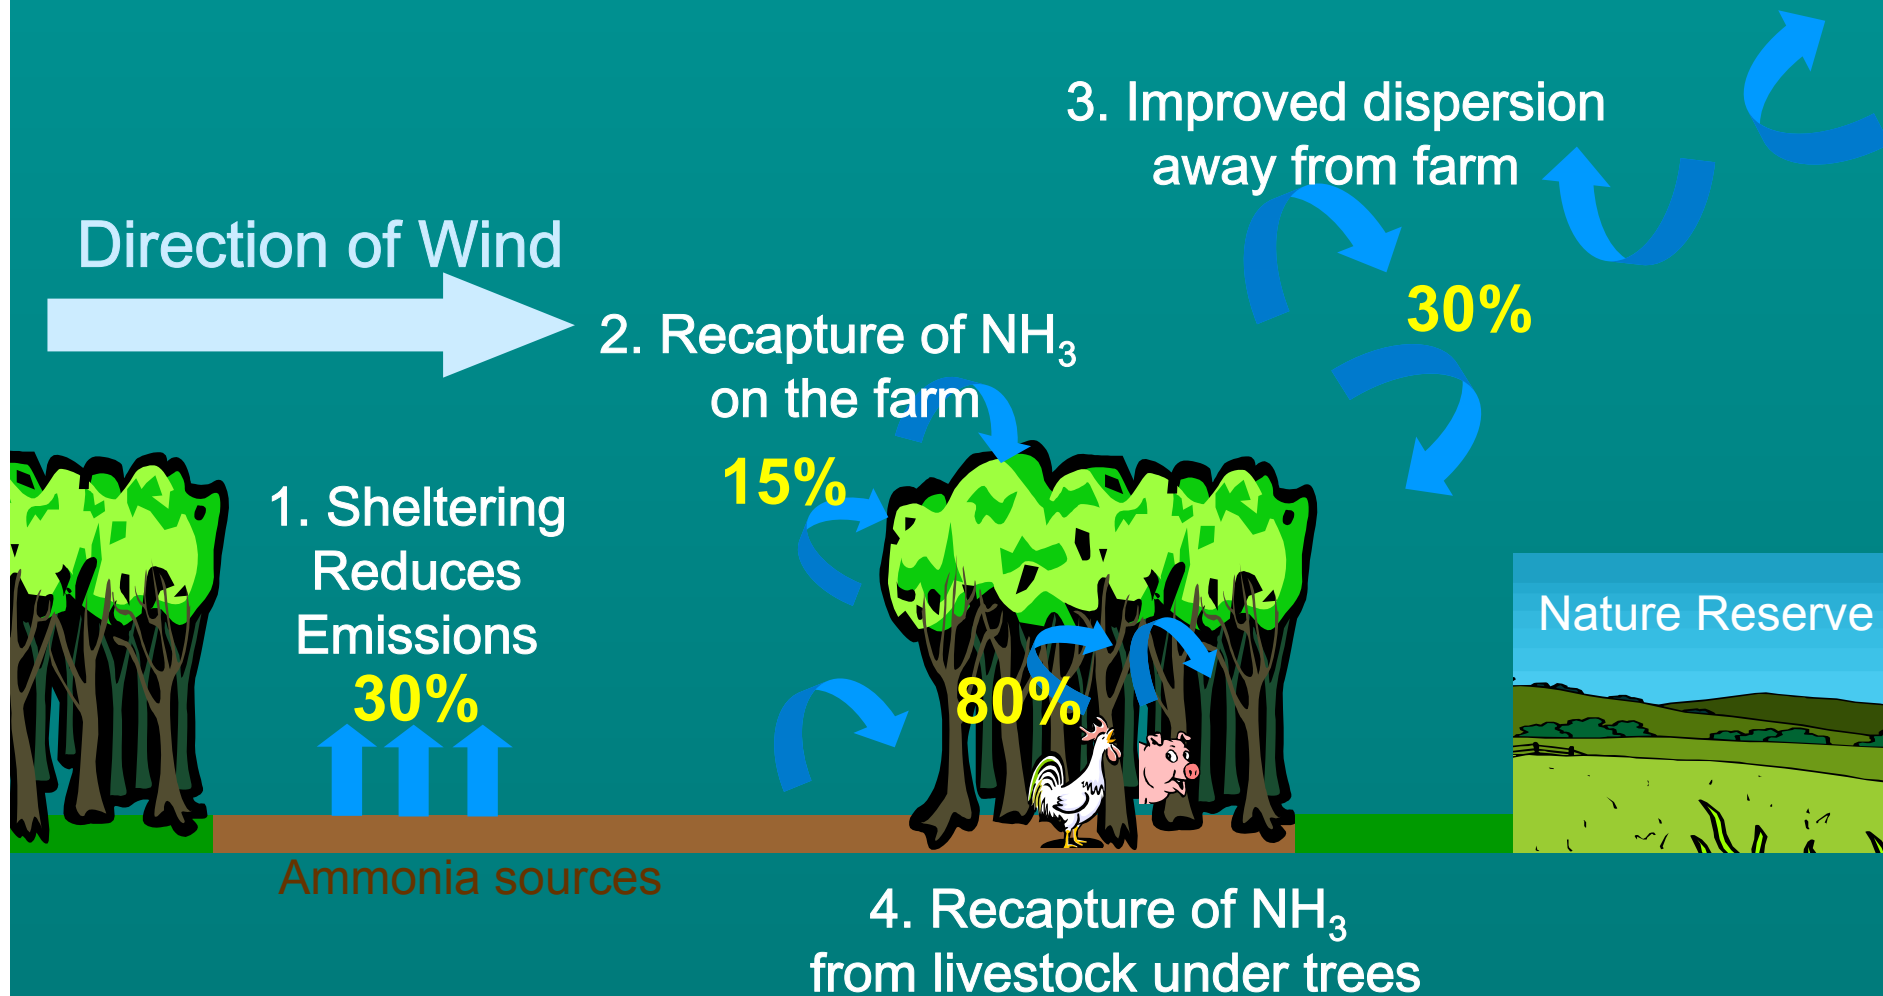 3. Improved dispersion
away from farm
Direction of Wind
30%
2. Recapture of NH₃
on the farm
15%
1. Sheltering
Reduces
Emissions
30%
80%
Nature Reserve
Ammonia sources
4. Recapture of NH₃
from livestock under trees